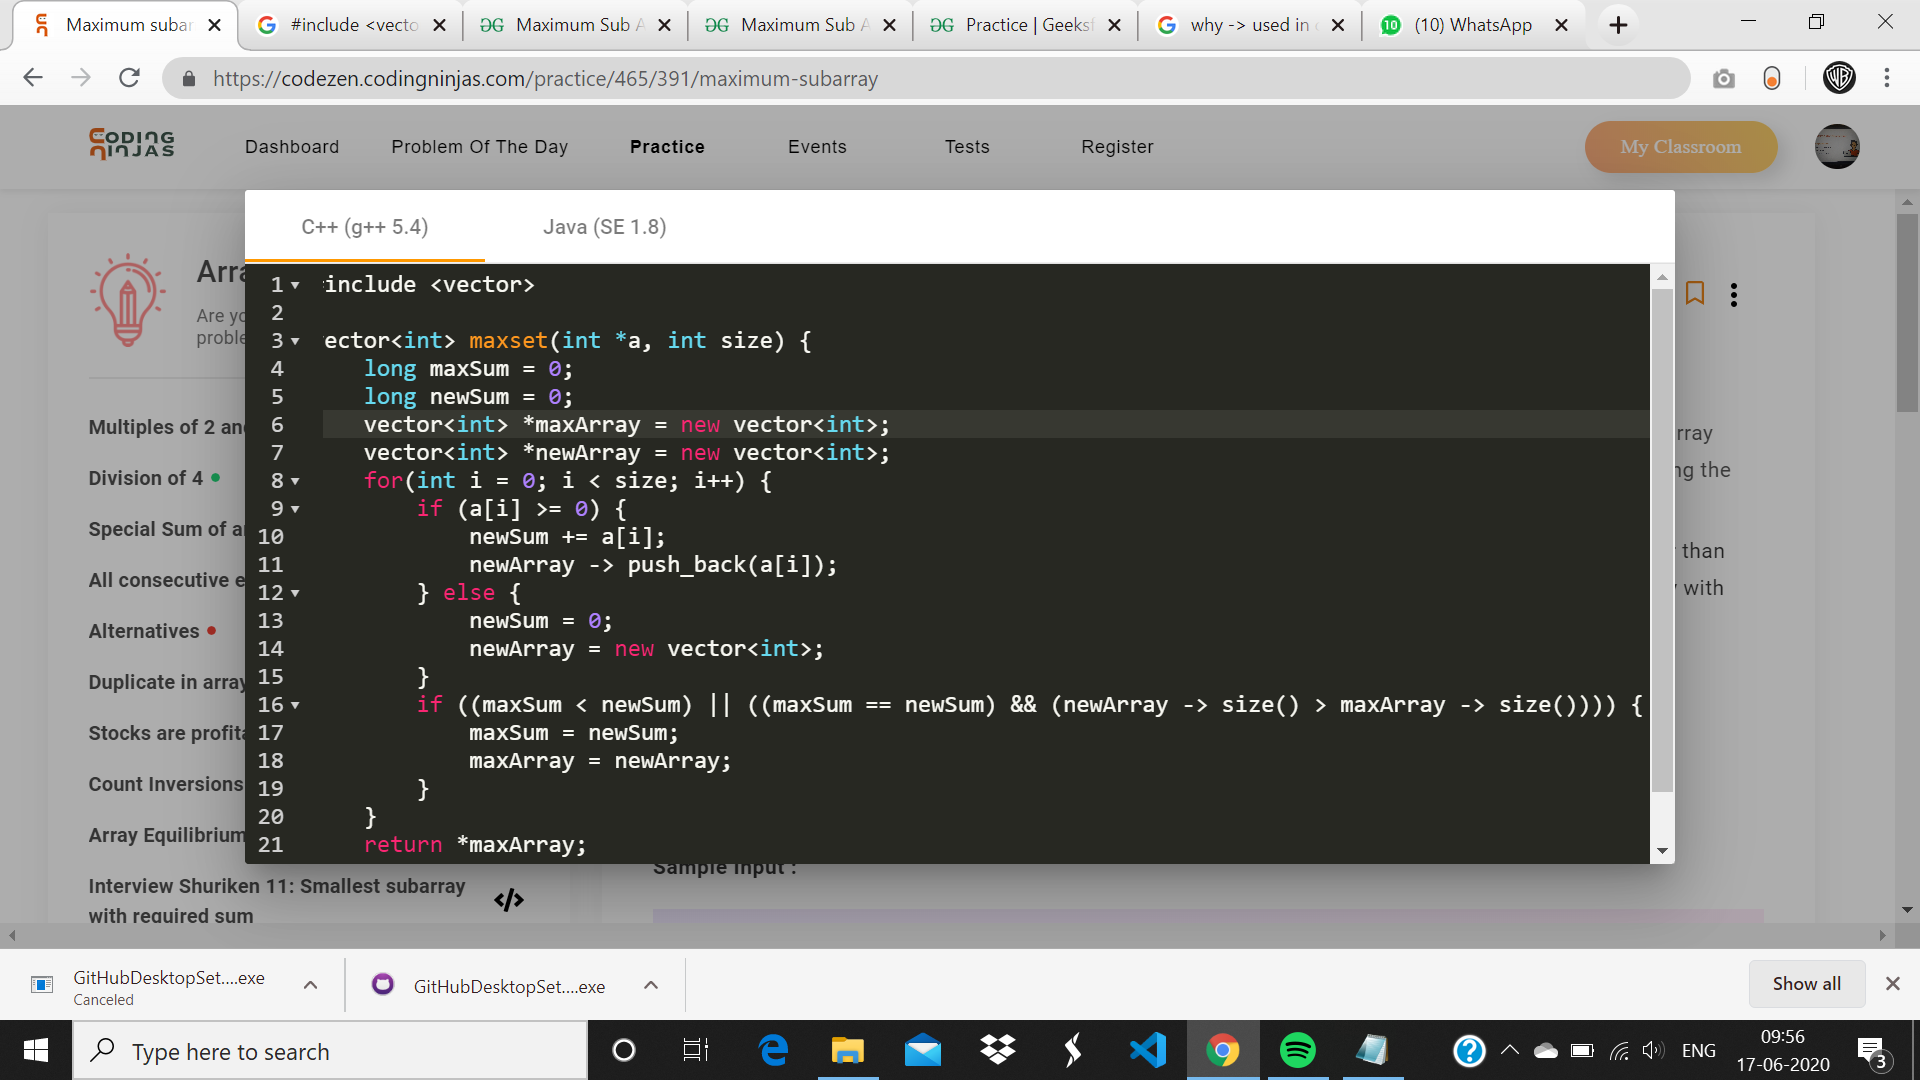 Maximum subar
#include <vecto
Maximum Sub A
Maximum Sub A
Practice | Geeksf
why -> used in
(10) WhatsApp
https://codezen.codingninjas.com/practice/465/391/maximum-subarray
CODING NINJAS
Dashboard
Problem Of The Day
Practice
Events
Tests
Register
My Classroom
C++ (g++ 5.4)
Java (SE 1.8)
Arra
Are yo
proble
Multiples of 2 an
Division of 4
Special Sum of a
All consecutive e
Alternatives
Duplicate in array
Stocks are profita
Count Inversions
Array Equilibrium
Interview Shuriken 11: Smallest subarray
with required sum
1 include <vector>
2
3 ector<int> maxset(int *a, int size) {
4 long maxSum = 0;
5 long newSum = 0;
6 vector<int> *maxArray = new vector<int>;
7 vector<int> *newArray = new vector<int>;
8 for(int i = 0; i < size; i++) {
9 if (a[i] >= 0) {
10 newSum += a[i];
11 newArray -> push_back(a[i]);
12 } else {
13 newSum = 0;
14 newArray = new vector<int>;
15 }
16 if ((maxSum < newSum) || ((maxSum == newSum) && (newArray -> size() > maxArray -> size()))) {
17 maxSum = newSum;
18 maxArray = newArray;
19 }
20 }
21 return *maxArray;
rray
ng the
than
with
Sample Input :
GitHubDesktopSet....exe
Canceled
GitHubDesktopSet....exe
Show all
Type here to search
ENG
09:56
17-06-2020
3